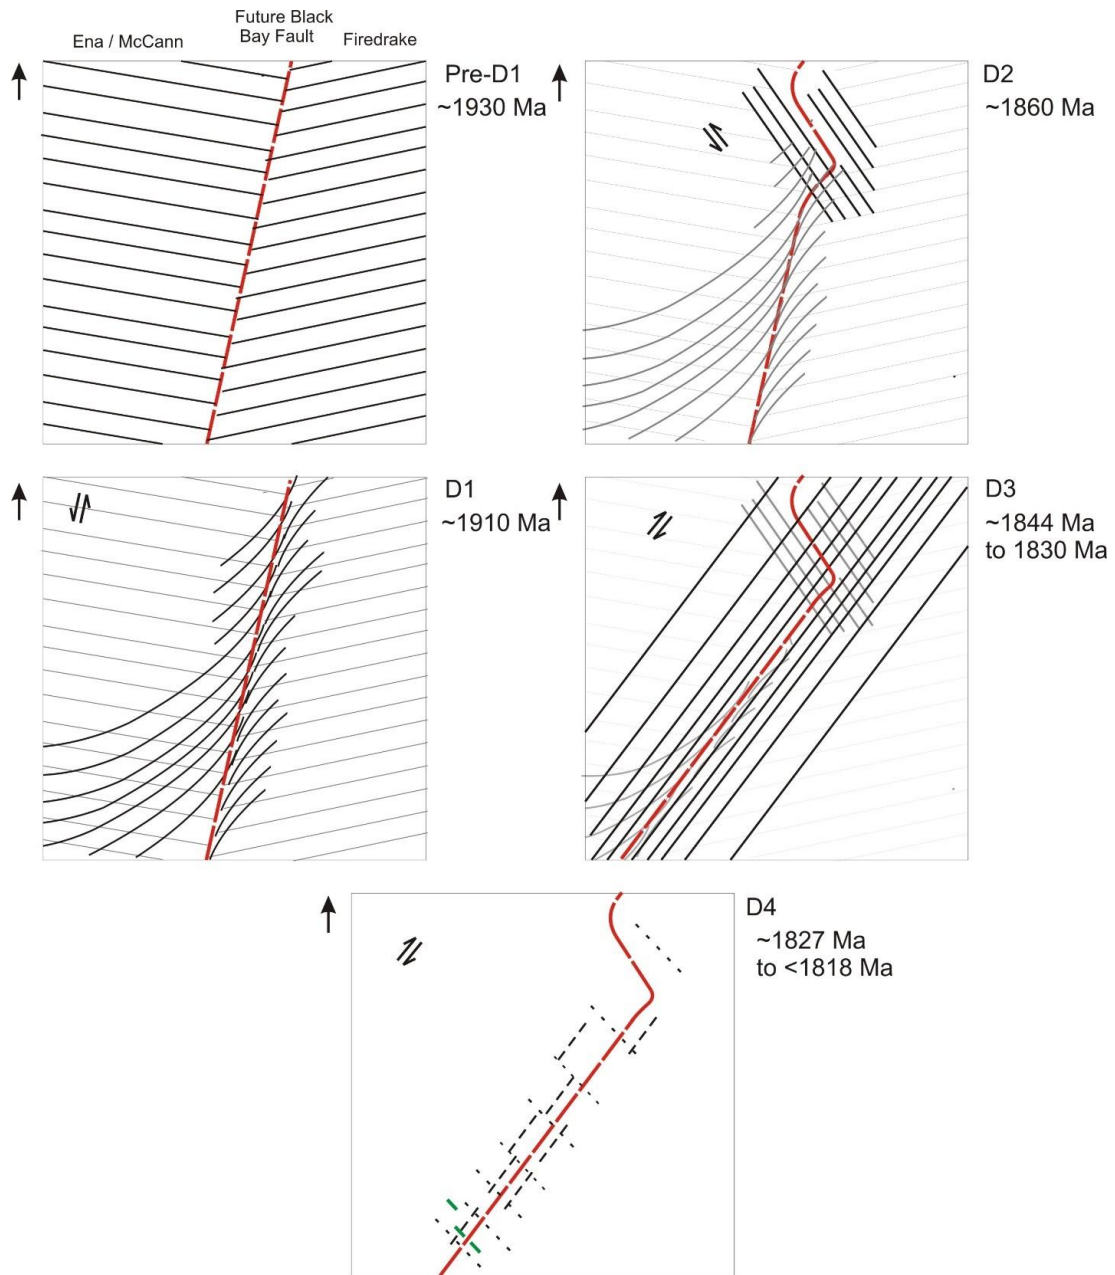 Ena / McCann
Future Black
Bay Fault
Firedrake
Pre-D1
~1930 Ma
D2
~1860 Ma
D1
~1910 Ma
D3
~1844 Ma
to 1830 Ma
D4
~1827 Ma
to <1818 Ma